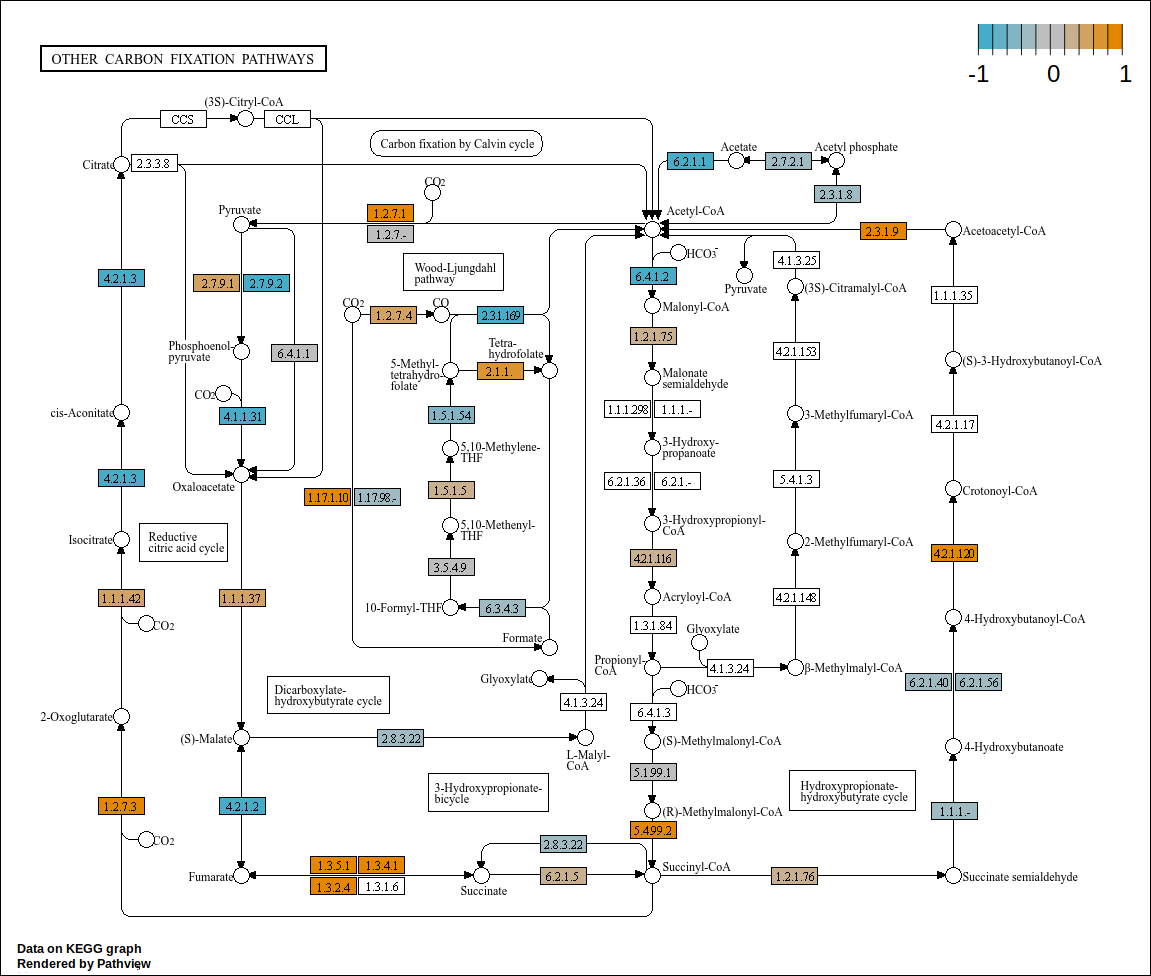 OTHER CARBON FIXATION PATHWAYS
-1 0 1
(3S)-Citryl-CoA
CCS
CCL
Carbon fixation by Calvin cycle
Citrate
2.3.3.8
6.2.1.1
Acetate
2.7.2.1
Acetyl phosphate
2.3.1.8
CO2
Pyruvate
1.2.7.1
1.2.7.-
Acetyl-CoA
2.3.1.9
Acetoacetyl-CoA
HCO3-
4.1.3.25
Wood-Ljungdahl
pathway
4.2.1.3
2.7.9.1
2.7.9.2
6.4.1.2
Pyruvate
(3S)-Citramalyl-CoA
1.1.1.35
CO2
1.2.7.4
CO
2.3.1.169
Malonyl-CoA
1.2.1.75
Phosphoenol-
pyruvate
6.4.1.1
Tetra-
hydrofolate
5-Methyl-
tetrahydro-
folate
2.1.1.
4.2.1.153
(S)-3-Hydroxybutanoyl-CoA
Malonate
semialdehyde
CO2
cis-Aconitate
4.1.1.31
1.5.1.54
1.1.1.298
1.1.1.-
3-Methylfumaryl-CoA
4.2.1.17
5,10-Methylene-
THF
3-Hydroxy-
propanoate
4.2.1.3
Oxaloacetate
1.17.1.10
1.17.98.-
1.5.1.5
6.2.1.36
6.2.1.-
5.4.1.3
Crotonoyl-CoA
Isocitrate
Reductive
citric acid cycle
5,10-Methenyl-
THF
3-Hydroxypropionyl-
CoA
2-Methylfumaryl-CoA
3.5.4.9
4.2.1.116
4.2.1.120
1.1.1.42
1.1.1.37
10-Formyl-THF
6.3.4.3
Acryloyl-CoA
4.2.1.148
CO2
1.3.1.84
Glyoxylate
4-Hydroxybutanoyl-CoA
Formate
Propionyl-
CoA
4.1.3.24
β-Methylmalyl-CoA
Glyoxylate
HCO3-
6.2.1.40
6.2.1.56
Dicarboxylate-
hydroxybutyrate cycle
4.1.3.24
6.4.1.3
2-Oxoglutarate
(S)-Malate
2.8.3.22
L-Malyl-
CoA
(S)-Methylmalonyl-CoA
4-Hydroxybutanoate
5.1.99.1
3-Hydroxypropionate-
bicycle
Hydroxypropionate-
hydroxybutyrate cycle
1.2.7.3
4.2.1.2
(R)-Methylmalonyl-CoA
1.1.1.-
CO2
5.4.99.2
2.8.3.22
1.3.5.1
1.3.4.1
Fumarate
1.3.2.4
1.3.1.6
Succinate
6.2.1.5
Succinyl-CoA
1.2.1.76
Succinate semialdehyde
Data on KEGG graph
Rendered by Pathview